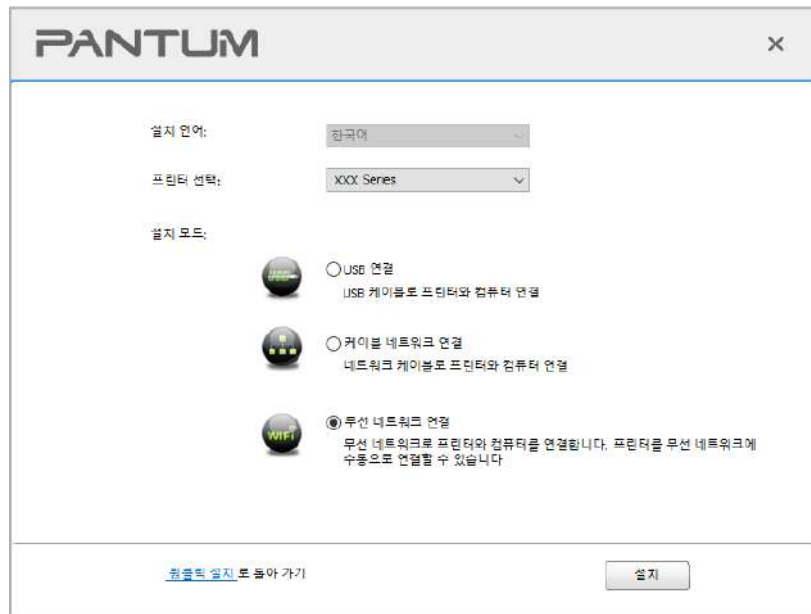 PANTUM
설치 언어:
한국어
프린터 선택:
XXX Series
설치 모드:
USB
USB 연결
USB 케이블로 프린터와 컴퓨터 연결
케이블 네트워크 연결
네트워크 케이블로 프린터와 컴퓨터 연결
WiFi
무선 네트워크 연결
무선 네트워크로 프린터와 컴퓨터를 연결합니다. 프린터를 무선 네트워크에
수동으로 연결할 수 있습니다
원클릭 설치 로 돌아 가기
설치